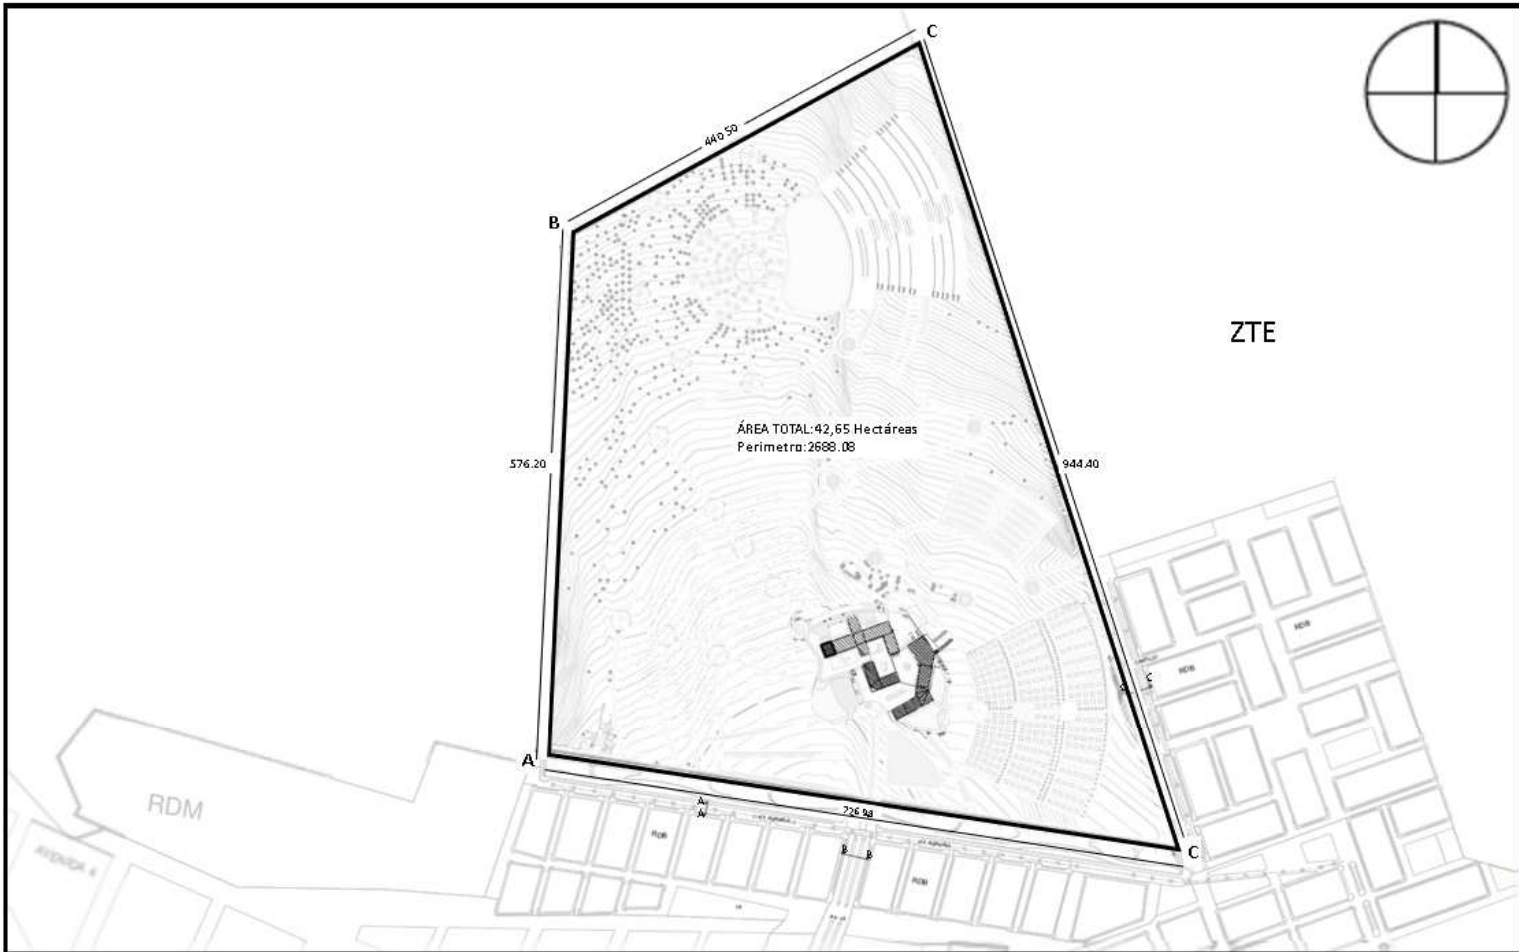 C
440.50
B
ZTE
ÁREA TOTAL:42,65 Hectáreas
Perimetro:2688.08
576.20
944.40
RDB
RDB
C
C
A
A
A
726.98
C
RDM
RDB
B
B
RDB
AVENIDA